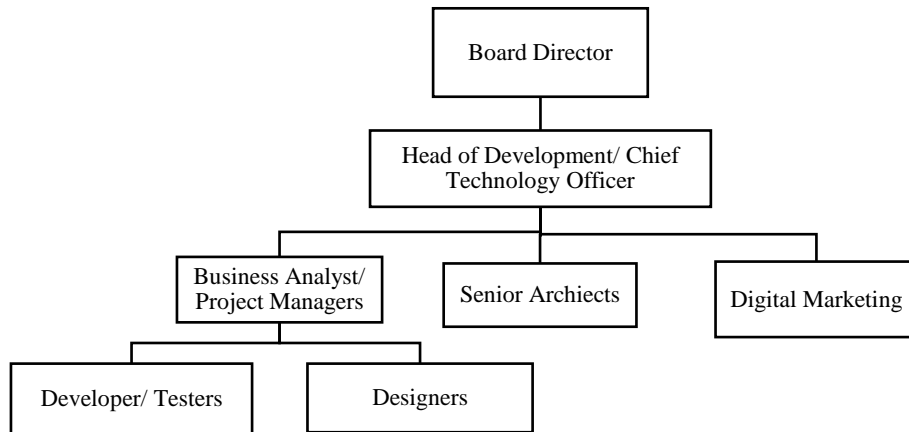 Board Director
Head of Development/ Chief
Technology Officer
Business Analyst/
Project Managers
Senior Archiects
Digital Marketing
Developer/ Testers
Designers